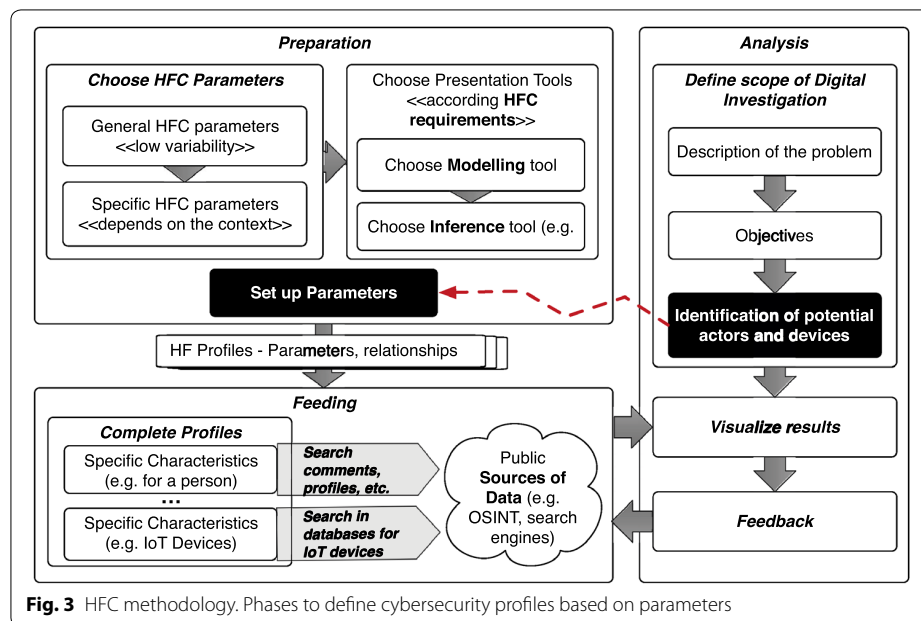 Preparation
Choose HFC Parameters
General HFC parameters
<<low variability>>
Specific HFC parameters
<<depends on the context>>
Choose Presentation Tools
<<according HFC
requirements>>
Choose Modelling tool
Choose Inference tool (e.g.
Set up Parameters
HF Profiles - Parameters, relationships
Feeding
Complete Profiles
Specific Characteristics
(e.g. for a person)
...
Specific Characteristics
(e.g. IoT Devices)
Search
comments,
profiles, etc.
Search in
databases for
IoT devices
Public
Sources of
Data (e.g.
OSINT, search
engines)
Analysis
Define scope of Digital
Investigation
Description of the problem
Objectives
Identification of potential
actors and devices
Visualize results
Feedback
Fig. 3 HFC methodology. Phases to define cybersecurity profiles based on parameters